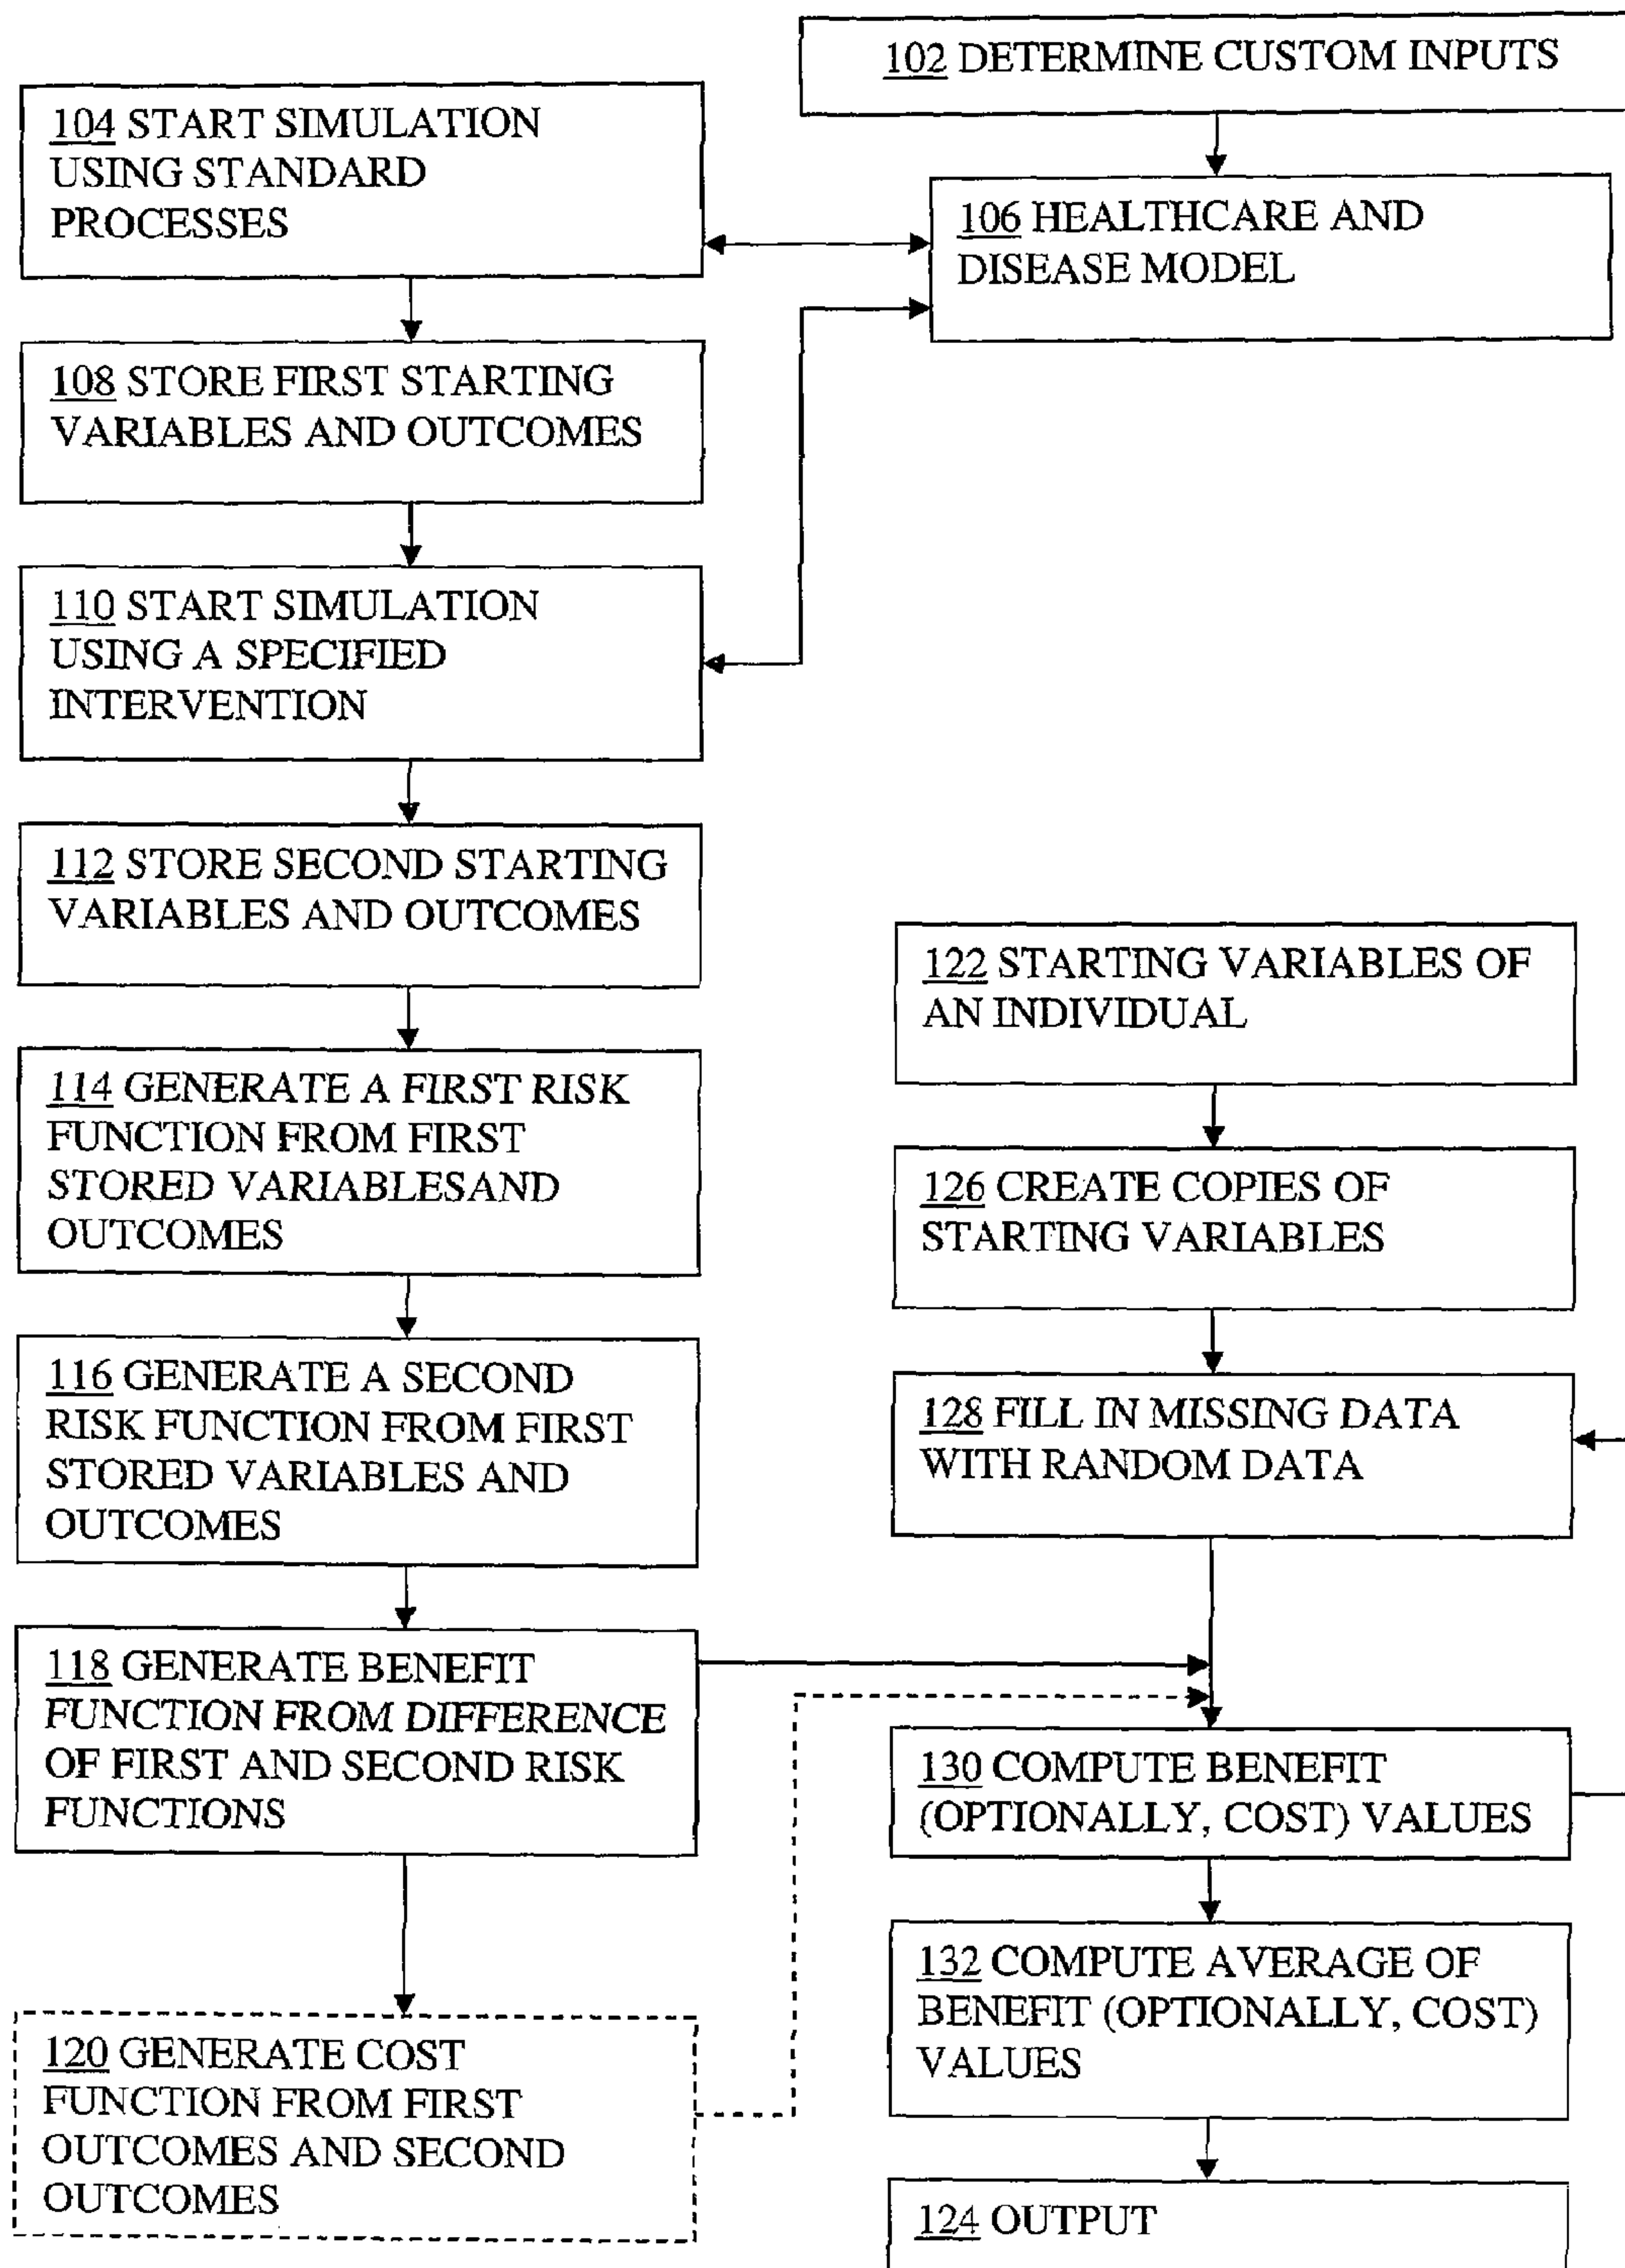 102 DETERMINE CUSTOM INPUTS
104 START SIMULATION
USING STANDARD
PROCESSES
106 HEALTHCARE AND
DISEASE MODEL
108 STORE FIRST STARTING
VARIABLES AND OUTCOMES
110 START SIMULATION
USING A SPECIFIED
INTERVENTION
112 STORE SECOND STARTING
VARIABLES AND OUTCOMES
114 GENERATE A FIRST RISK
FUNCTION FROM FIRST
STORED VARIABLESAND
OUTCOMES
116 GENERATE A SECOND
RISK FUNCTION FROM FIRST
STORED VARIABLES AND
OUTCOMES
118 GENERATE BENEFIT
FUNCTION FROM DIFFERENCE
OF FIRST AND SECOND RISK
FUNCTIONS
120 GENERATE COST
FUNCTION FROM FIRST
OUTCOMES AND SECOND
OUTCOMES
122 STARTING VARIABLES OF
AN INDIVIDUAL
126 CREATE COPIES OF
STARTING VARIABLES
128 FILL IN MISSING DATA
WITH RANDOM DATA
130 COMPUTE BENEFIT
(OPTIONALLY, COST) VALUES
132 COMPUTE AVERAGE OF
BENEFIT (OPTIONALLY, COST)
VALUES
124 OUTPUT